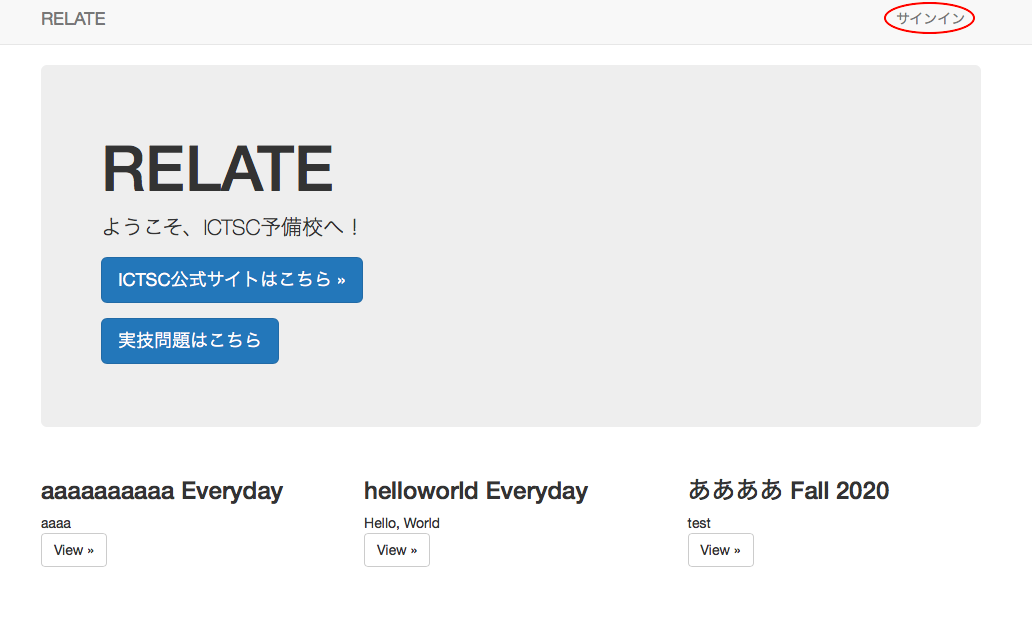 RELATE
サインイン
RELATE
ようこそ、ICTSC予備校へ！
ICTSC公式サイトはこちら »
実技問題はこちら
aaaaaaaaaa Everyday
aaaa
View »
helloworld Everyday
Hello, World
View »
ああああ Fall 2020
test
View »